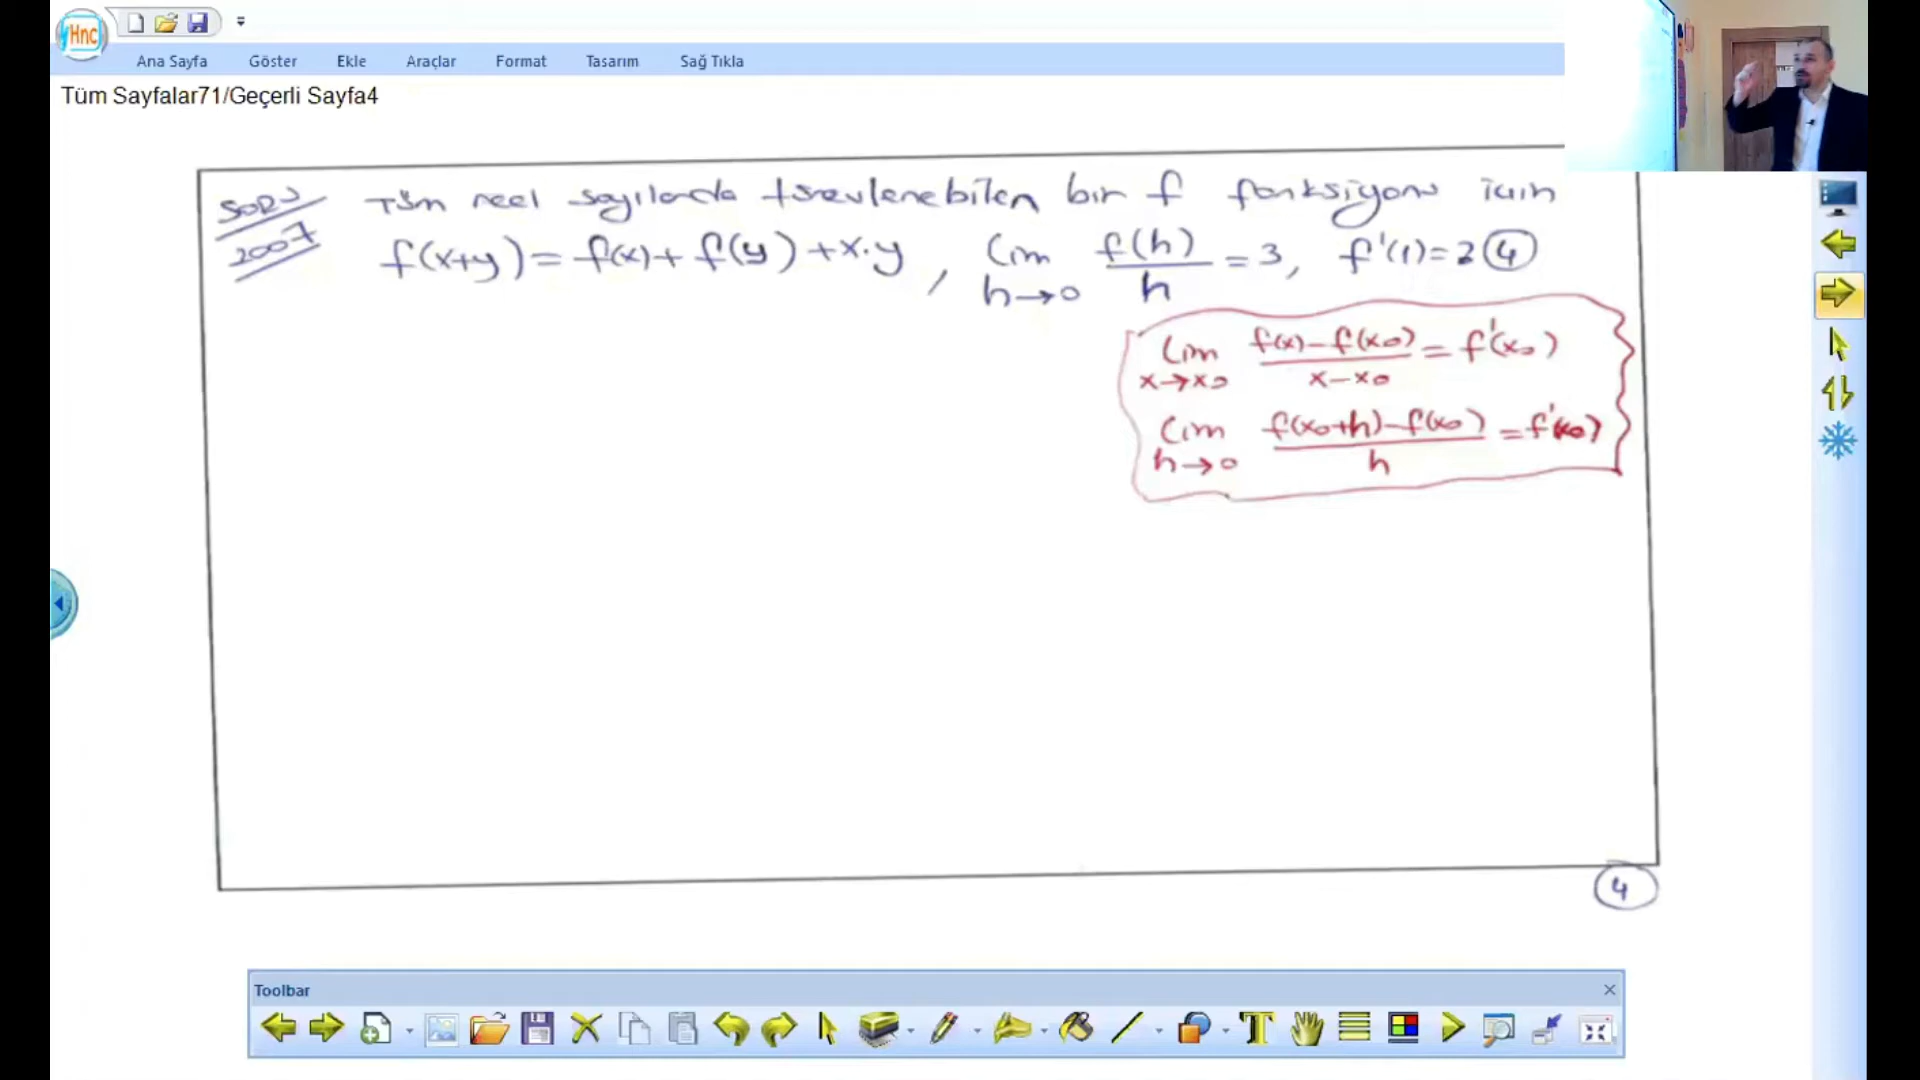 Hnc
Ana Sayfa Göster Ekle Araçlar Format Tasarım Sağ Tıkla
Tüm Sayfalar71/Geçerli Sayfa4
SORU Tüm reel sayılarda türevlenebilen bir f fonksiyonu için
2007 f(x+y)=f(x)+f(y)+x.y, lim h→0 f(h)/h = 3, f'(1)=? 4
lim x→x0 f(x)-f(x0)/x-x0 = f'(x0)
lim h→0 f(x0+h)-f(x0)/h = f'(x0)
4
Toolbar